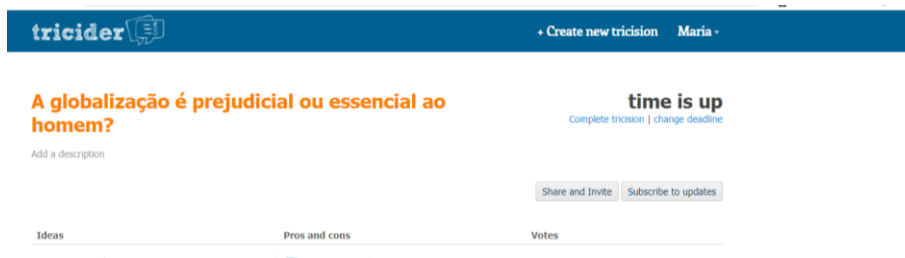 tricider
+ Create new tricision Maria
A globalização é prejudicial ou essencial ao
homem?
time is up
Complete tricision | change deadline
Add a description
Share and Invite Subscribe to updates
Ideas Pros and cons Votes